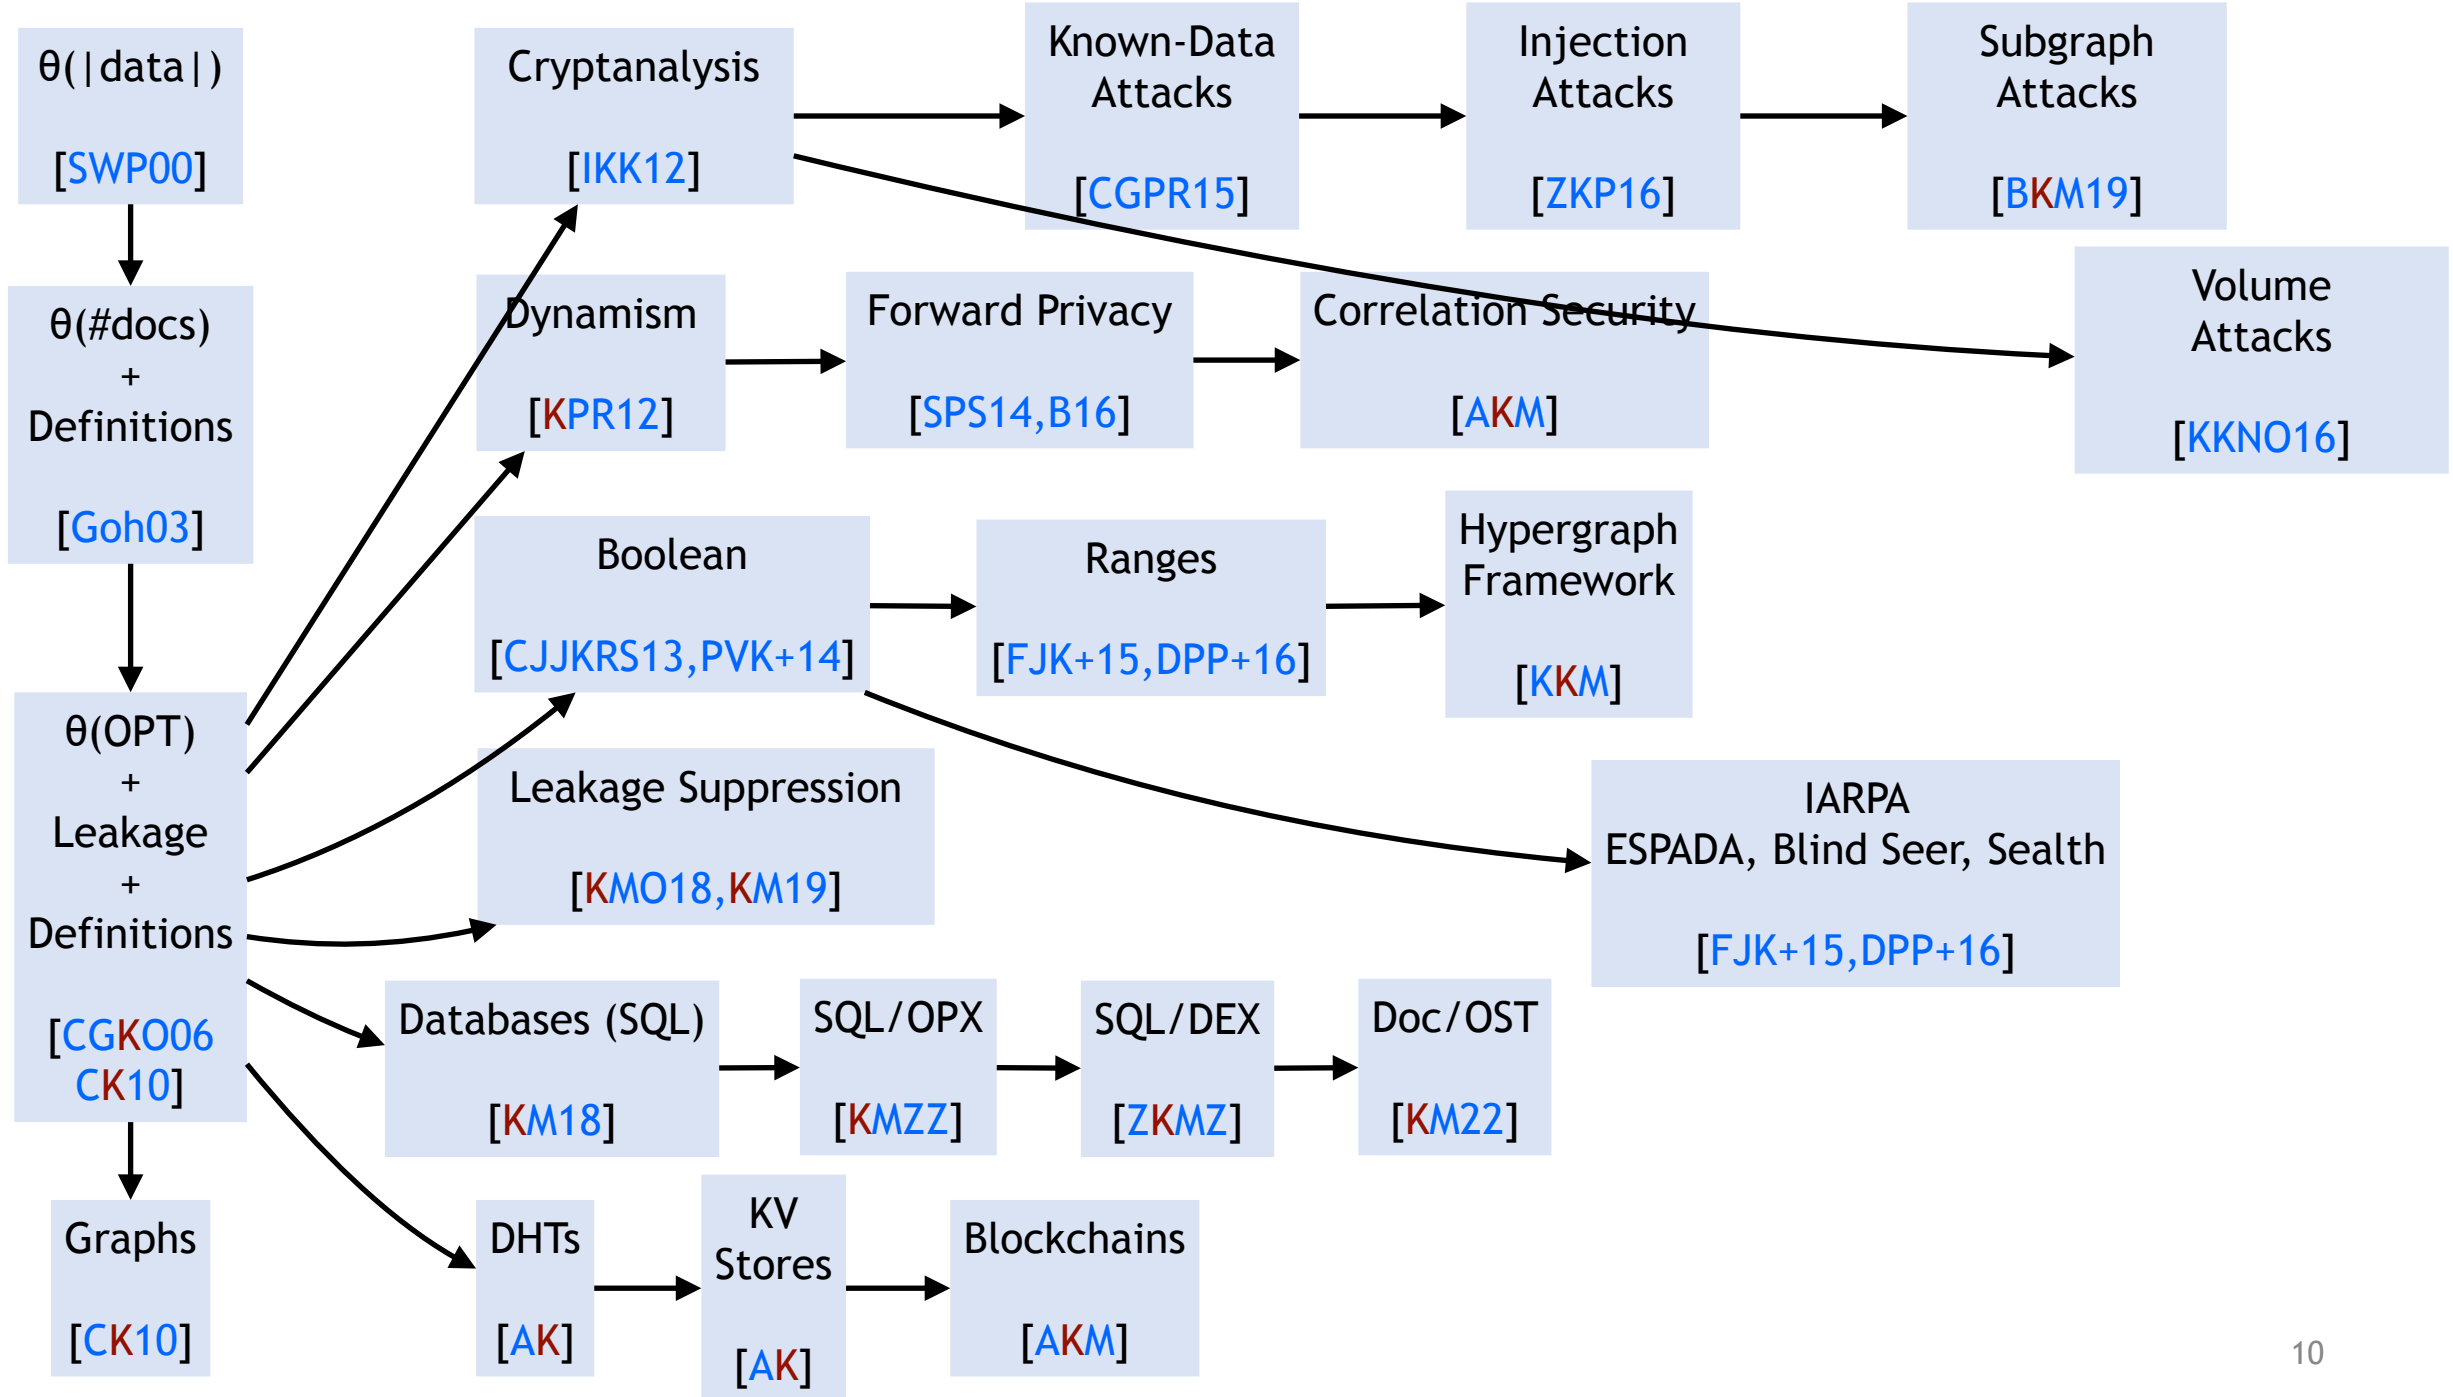 θ(|data|)
[SWP00]
θ(#docs)
+
Definitions
[Goh03]
θ(OPT)
+
Leakage
+
Definitions
[CGKO06
CK10]
Graphs
[CK10]
Cryptanalysis
[IKK12]
Known-Data
Attacks
[CGPR15]
Injection
Attacks
[ZKP16]
Subgraph
Attacks
[BKM19]
Dynamism
[KPR12]
Forward Privacy
[SPS14,B16]
Correlation Security
[AKM]
Volume
Attacks
[KKNO16]
Boolean
[CJJKRS13,PVK+14]
Ranges
[FJK+15,DPP+16]
Hypergraph
Framework
[KKM]
Leakage Suppression
[KMO18,KM19]
IARPA
ESPADA, Blind Seer, Sealth
[FJK+15,DPP+16]
Databases (SQL)
[KM18]
SQL/OPX
[KMZZ]
SQL/DEX
[ZKMZ]
Doc/OST
[KM22]
DHTs
[AK]
KV
Stores
[AK]
Blockchains
[AKM]
10